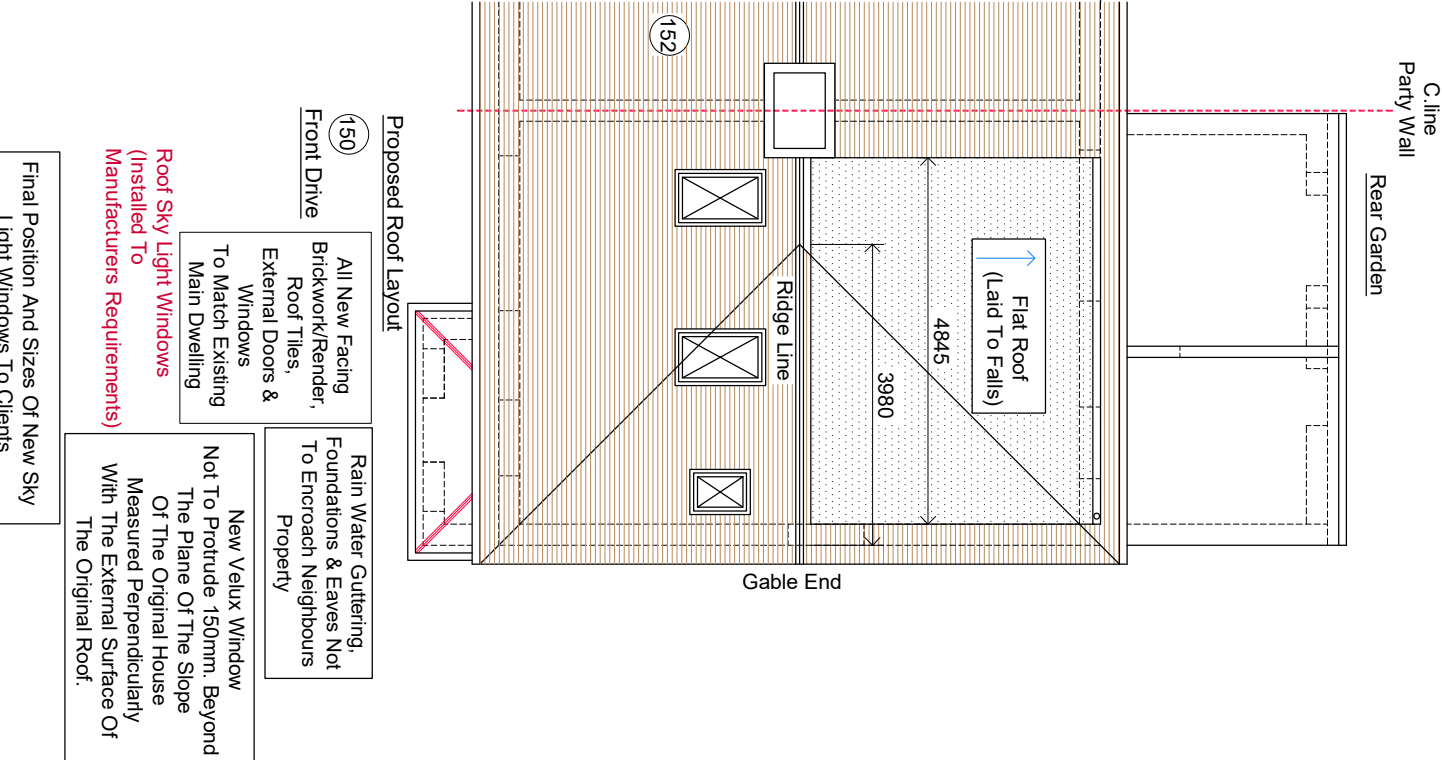 C.line
Party Wall
Rear Garden
Flat Roof
(Laid To Falls)
4845
3980
Ridge Line
Gable End
152
Proposed Roof Layout
150
Front Drive
All New Facing
Brickwork/Render,
Roof Tiles,
External Doors &
Windows
To Match Existing
Main Dwelling
Rain Water Guttering,
Foundations & Eaves Not
To Encroach Neighbours
Property
Roof Sky Light Windows
(Installed To
Manufacturers Requirements)
New Velux Window
Not To Protrude 150mm. Beyond
The Plane Of The Slope
Of The Original House
Measured Perpendicularly
With The External Surface Of
The Original Roof.
Final Position And Sizes Of New Sky
Light Windows To Clients